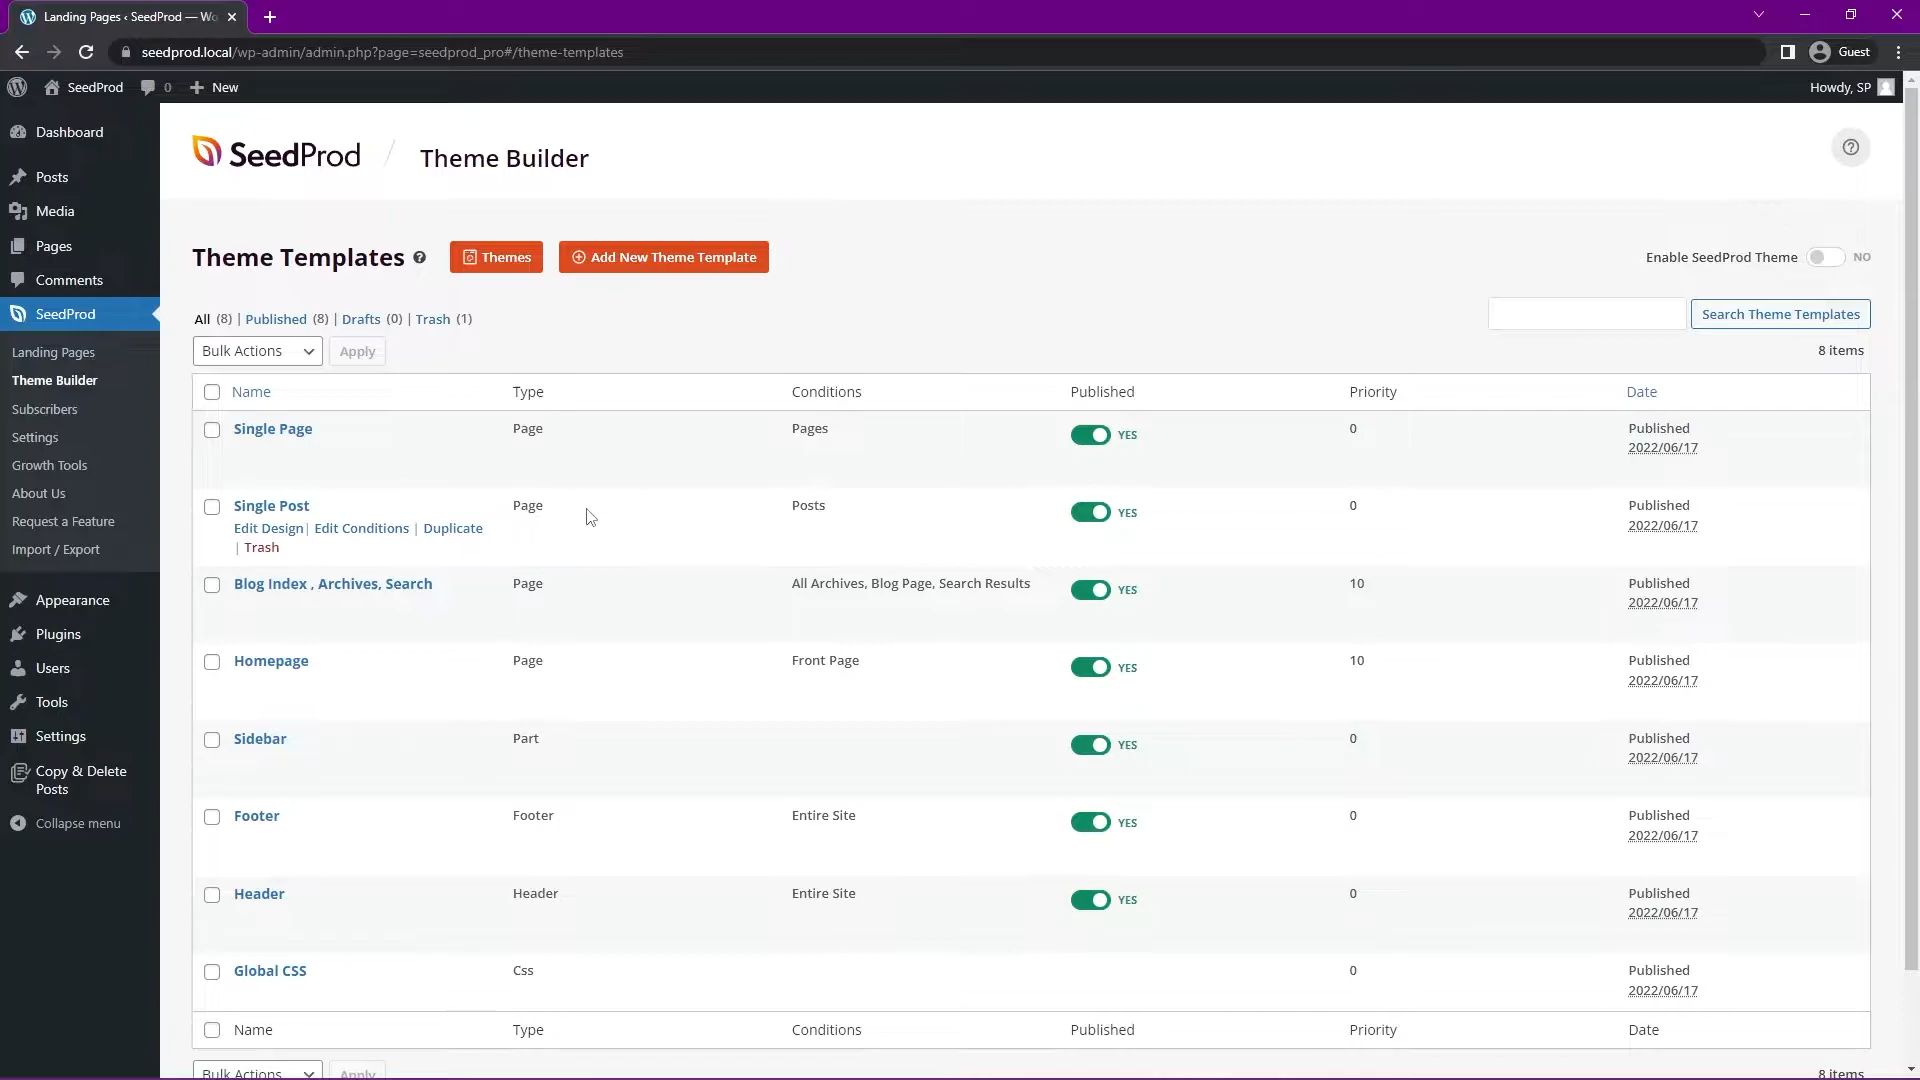 Landing Pages ‹ SeedProd — Wo
seedprod.local/wp-admin/admin.php?page=seedprod_pro#/theme-templates
Guest
SeedProd
0
New
Howdy, SP
Dashboard
Posts
Media
Pages
Comments
SeedProd
Landing Pages
Theme Builder
Subscribers
Settings
Growth Tools
About Us
Request a Feature
Import / Export
Appearance
Plugins
Users
Tools
Settings
Copy & Delete
Posts
Collapse menu
SeedProd / Theme Builder
Theme Templates
Themes
Add New Theme Template
Enable SeedProd Theme NO
All (8) | Published (8) | Drafts (0) | Trash (1)
Search Theme Templates
Bulk Actions
Apply
8 items
Name Type Conditions Published Priority Date
Single Page Page Pages YES 0 Published
2022/06/17
Single Post Page Posts YES 0 Published
2022/06/17
Edit Design| Edit Conditions | Duplicate
| Trash
Blog Index , Archives, Search Page All Archives, Blog Page, Search Results YES 10 Published
2022/06/17
Homepage Page Front Page YES 10 Published
2022/06/17
Sidebar Part YES 0 Published
2022/06/17
Footer Footer Entire Site YES 0 Published
2022/06/17
Header Header Entire Site YES 0 Published
2022/06/17
Global CSS Css 0 Published
2022/06/17
Name Type Conditions Published Priority Date
Bulk Actions
Apply
8 items